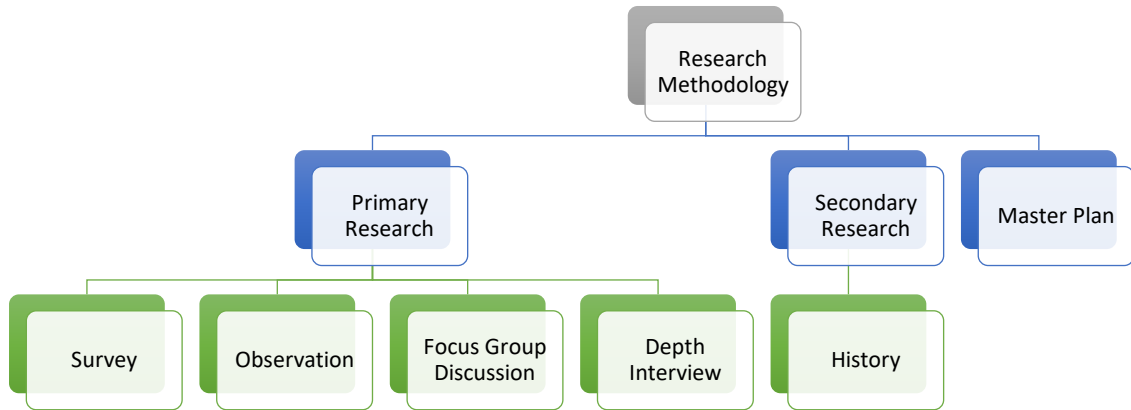 Research
Methodology
Primary
Research
Secondary
Research
Master Plan
Survey
Observation
Focus Group
Discussion
Depth
Interview
History